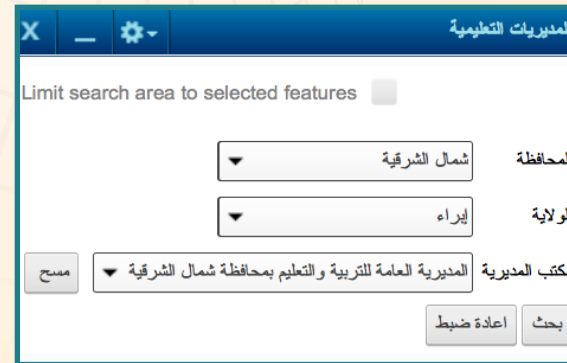 المديريات التعليمية
Limit search area to selected features
المحافظة شمال الشرقية
الولاية إبراء
مكتب المديرية المديرية العامة للتربية والتعليم بمحافظة شمال الشرقية مسح
بحث اعادة ضبط